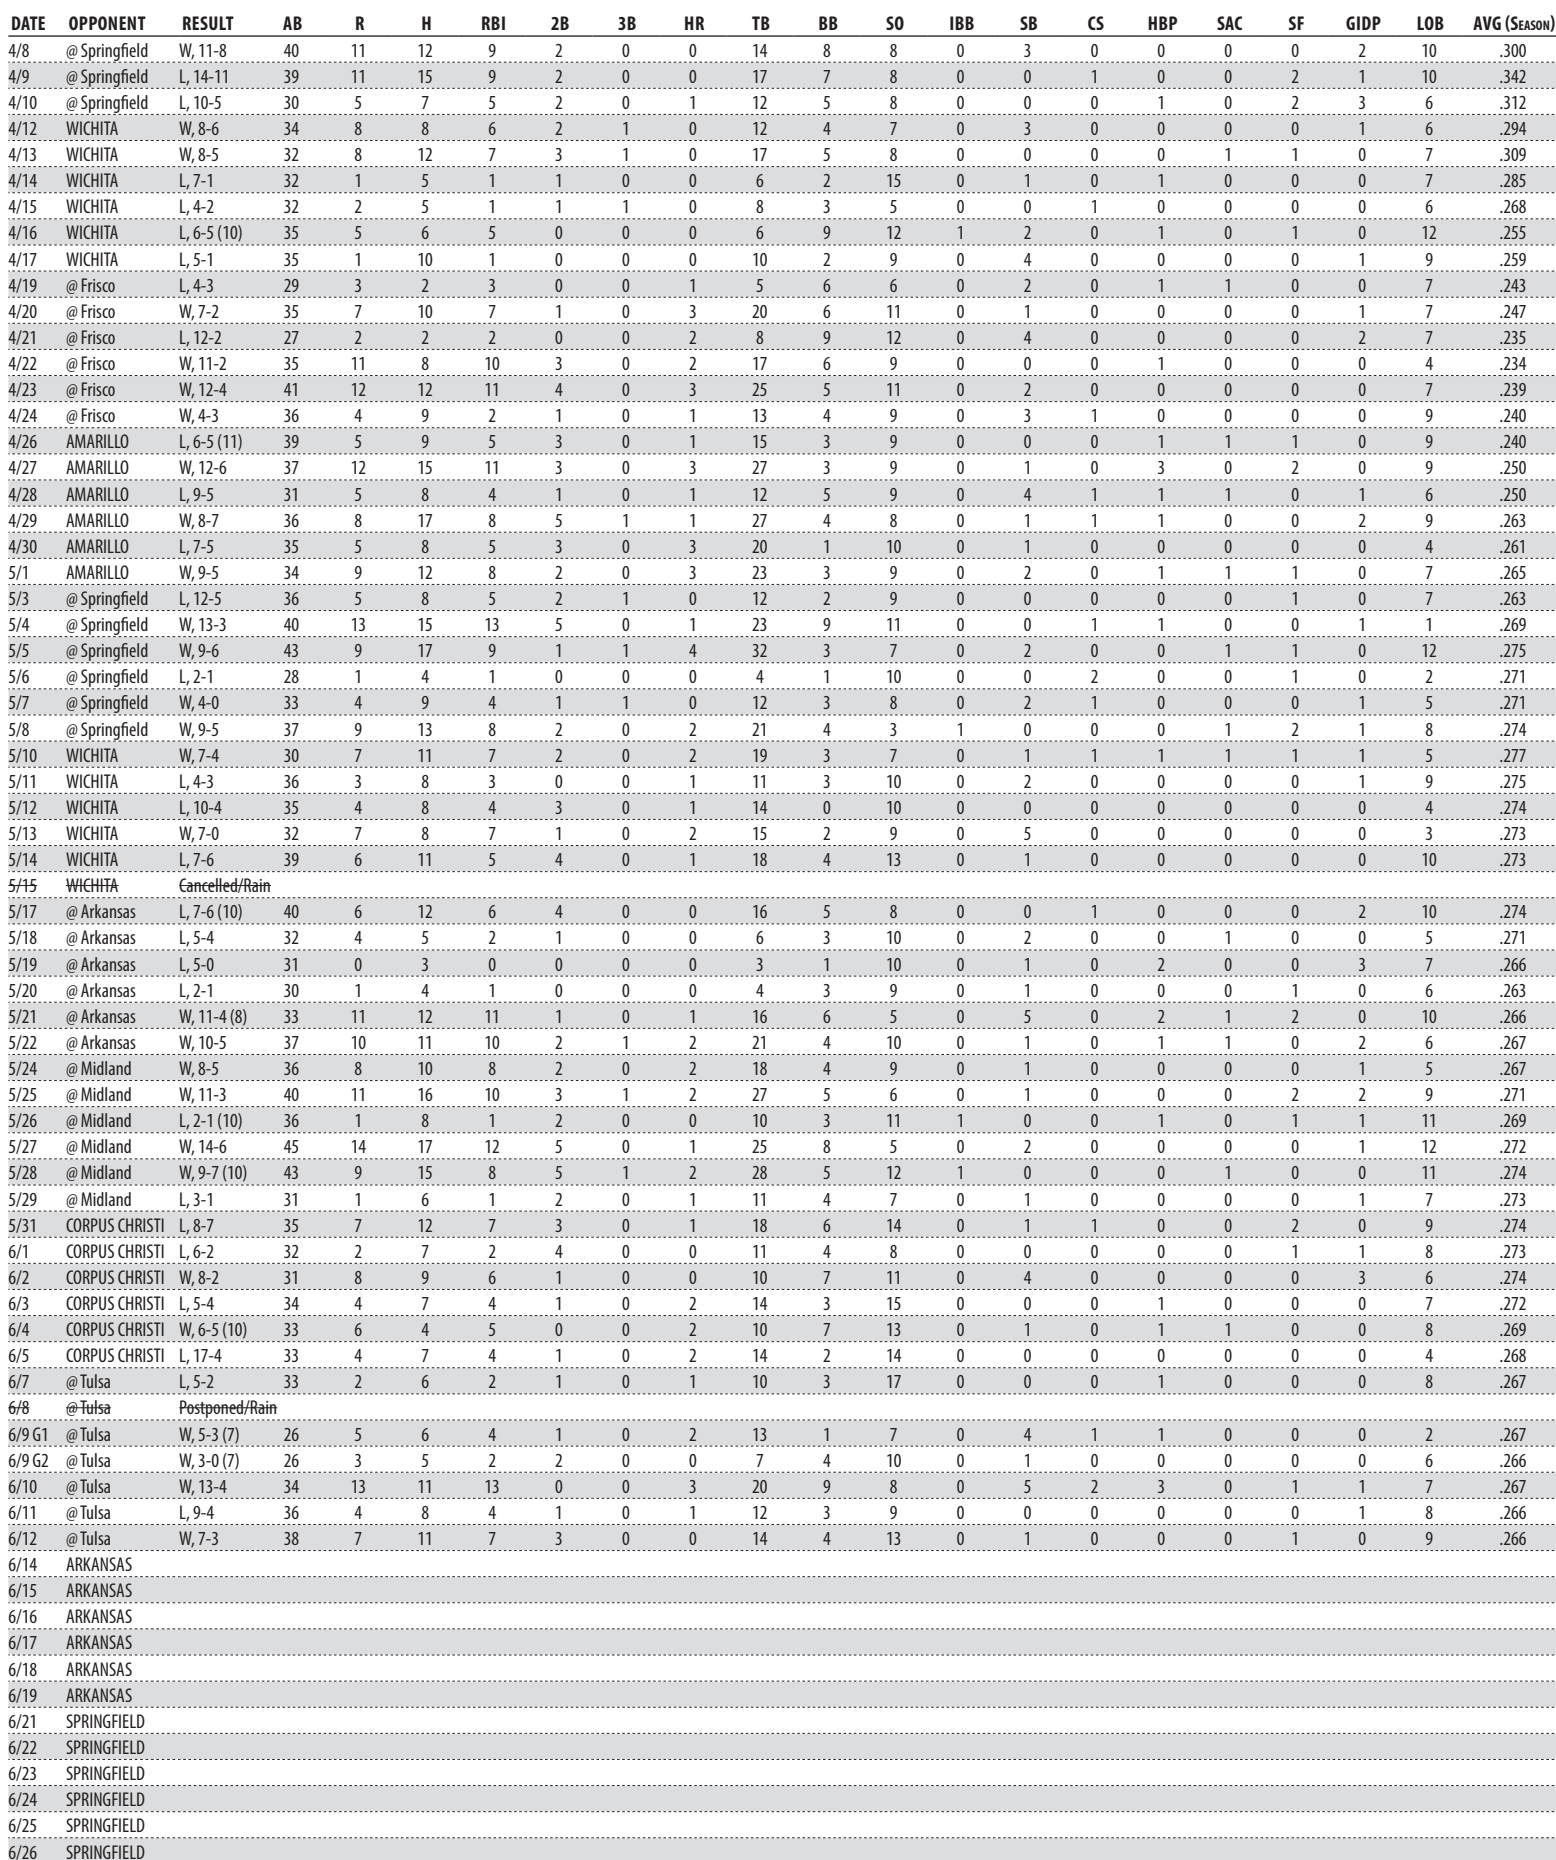 DATE OPPONENT RESULT AB R H RBI 2B 3B HR TB BB SO IBB SB CS HBP SAC SF GIDP LOB AVG (SEASON)
4/8 @ Springfield W, 11-8 40 11 12 9 2 0 0 14 8 8 0 3 0 0 0 0 2 10 .300
4/9 @ Springfield L, 14-11 39 11 15 9 2 0 0 17 7 8 0 0 1 0 0 2 1 10 .342
4/10 @ Springfield L, 10-5 30 5 7 5 2 0 1 12 5 8 0 0 0 1 0 2 3 6 .312
4/12 WICHITA W, 8-6 34 8 8 6 2 1 0 12 4 7 0 3 0 0 0 0 1 6 .294
4/13 WICHITA W, 8-5 32 8 12 7 3 1 0 17 5 8 0 0 0 0 1 1 0 7 .309
4/14 WICHITA L, 7-1 32 1 5 1 1 0 0 6 2 15 0 1 0 1 0 0 0 7 .285
4/15 WICHITA L, 4-2 32 2 5 1 1 1 0 8 3 5 0 0 1 0 0 0 0 6 .268
4/16 WICHITA L, 6-5 (10) 35 5 6 5 0 0 0 6 9 12 1 2 0 1 0 1 0 12 .255
4/17 WICHITA L, 5-1 35 1 10 1 0 0 0 10 2 9 0 4 0 0 0 0 1 9 .259
4/19 @ Frisco L, 4-3 29 3 2 3 0 0 1 5 6 6 0 2 0 1 1 0 0 7 .243
4/20 @ Frisco W, 7-2 35 7 10 7 1 0 3 20 6 11 0 1 0 0 0 0 1 7 .247
4/21 @ Frisco L, 12-2 27 2 2 2 0 0 2 8 9 12 0 4 0 0 0 0 2 7 .235
4/22 @ Frisco W, 11-2 35 11 8 10 3 0 2 17 6 9 0 0 0 1 0 0 0 4 .234
4/23 @ Frisco W, 12-4 41 12 12 11 4 0 3 25 5 11 0 2 0 0 0 0 0 7 .239
4/24 @ Frisco W, 4-3 36 4 9 2 1 0 1 13 4 9 0 3 1 0 0 0 0 9 .240
4/26 AMARILLO L, 6-5 (11) 39 5 9 5 3 0 1 15 3 9 0 0 0 1 1 1 0 9 .240
4/27 AMARILLO W, 12-6 37 12 15 11 3 0 3 27 3 9 0 1 0 3 0 2 0 9 .250
4/28 AMARILLO L, 9-5 31 5 8 4 1 0 1 12 5 9 0 4 1 1 1 0 1 6 .250
4/29 AMARILLO W, 8-7 36 8 17 8 5 1 1 27 4 8 0 1 1 1 0 0 2 9 .263
4/30 AMARILLO L, 7-5 35 5 8 5 3 0 3 20 1 10 0 1 0 0 0 0 0 4 .261
5/1 AMARILLO W, 9-5 34 9 12 8 2 0 3 23 3 9 0 2 0 1 1 1 0 7 .265
5/3 @ Springfield L, 12-5 36 5 8 5 2 1 0 12 2 9 0 0 0 0 0 1 0 7 .263
5/4 @ Springfield W, 13-3 40 13 15 13 5 0 1 23 9 11 0 0 1 1 0 0 1 1 .269
5/5 @ Springfield W, 9-6 43 9 17 9 1 1 4 32 3 7 0 2 0 0 1 1 0 12 .275
5/6 @ Springfield L, 2-1 28 1 4 1 0 0 0 4 1 10 0 0 2 0 0 1 0 2 .271
5/7 @ Springfield W, 4-0 33 4 9 4 1 1 0 12 3 8 0 2 1 0 0 0 1 5 .271
5/8 @ Springfield W, 9-5 37 9 13 8 2 0 2 21 4 3 1 0 0 0 1 2 1 8 .274
5/10 WICHITA W, 7-4 30 7 11 7 2 0 2 19 3 7 0 1 1 1 1 1 1 5 .277
5/11 WICHITA L, 4-3 36 3 8 3 0 0 1 11 3 10 0 2 0 0 0 0 1 9 .275
5/12 WICHITA L, 10-4 35 4 8 4 3 0 1 14 0 10 0 0 0 0 0 0 0 4 .274
5/13 WICHITA W, 7-0 32 7 8 7 1 0 2 15 2 9 0 5 0 0 0 0 0 3 .273
5/14 WICHITA L, 7-6 39 6 11 5 4 0 1 18 4 13 0 1 0 0 0 0 0 10 .273
5/15 WICHITA Cancelled/Rain
5/17 @ Arkansas L, 7-6 (10) 40 6 12 6 4 0 0 16 5 8 0 0 1 0 0 0 2 10 .274
5/18 @ Arkansas L, 5-4 32 4 5 2 1 0 0 6 3 10 0 2 0 0 1 0 0 5 .271
5/19 @ Arkansas L, 5-0 31 0 3 0 0 0 0 3 1 10 0 1 0 2 0 0 3 7 .266
5/20 @ Arkansas L, 2-1 30 1 4 1 0 0 0 4 3 9 0 1 0 0 0 1 0 6 .263
5/21 @ Arkansas W, 11-4 (8) 33 11 12 11 1 0 1 16 6 5 0 5 0 2 1 2 0 10 .266
5/22 @ Arkansas W, 10-5 37 10 11 10 2 1 2 21 4 10 0 1 0 1 1 0 2 6 .267
5/24 @ Midland W, 8-5 36 8 10 8 2 0 2 18 4 9 0 1 0 0 0 0 1 5 .267
5/25 @ Midland W, 11-3 40 11 16 10 3 1 2 27 5 6 0 1 0 0 0 2 2 9 .271
5/26 @ Midland L, 2-1 (10) 36 1 8 1 2 0 0 10 3 11 1 0 0 1 0 1 1 11 .269
5/27 @ Midland W, 14-6 45 14 17 12 5 0 1 25 8 5 0 2 0 0 0 0 1 12 .272
5/28 @ Midland W, 9-7 (10) 43 9 15 8 5 1 2 28 5 12 1 0 0 0 1 0 0 11 .274
5/29 @ Midland L, 3-1 31 1 6 1 2 0 1 11 4 7 0 1 0 0 0 0 1 7 .273
5/31 CORPUS CHRISTI L, 8-7 35 7 12 7 3 0 1 18 6 14 0 1 1 0 0 2 0 9 .274
6/1 CORPUS CHRISTI L, 6-2 32 2 7 2 4 0 0 11 4 8 0 0 0 0 0 1 1 8 .273
6/2 CORPUS CHRISTI W, 8-2 31 8 9 6 1 0 0 10 7 11 0 4 0 0 0 0 3 6 .274
6/3 CORPUS CHRISTI L, 5-4 34 4 7 4 1 0 2 14 3 15 0 0 0 1 0 0 0 7 .272
6/4 CORPUS CHRISTI W, 6-5 (10) 33 6 4 5 0 0 2 10 7 13 0 1 0 1 1 0 0 8 .269
6/5 CORPUS CHRISTI L, 17-4 33 4 7 4 1 0 2 14 2 14 0 0 0 0 0 0 0 4 .268
6/7 @ Tulsa L, 5-2 33 2 6 2 1 0 1 10 3 17 0 0 0 1 0 0 0 8 .267
6/8 @ Tulsa Postponed/Rain
6/9 G1 @ Tulsa W, 5-3 (7) 26 5 6 4 1 0 2 13 1 7 0 4 1 1 0 0 0 2 .267
6/9 G2 @ Tulsa W, 3-0 (7) 26 3 5 2 2 0 0 7 4 10 0 1 0 0 0 0 0 6 .266
6/10 @ Tulsa W, 13-4 34 13 11 13 0 0 3 20 9 8 0 5 2 3 0 1 1 7 .267
6/11 @ Tulsa L, 9-4 36 4 8 4 1 0 1 12 3 9 0 0 0 0 0 0 1 8 .266
6/12 @ Tulsa W, 7-3 38 7 11 7 3 0 0 14 4 13 0 1 0 0 0 1 0 9 .266
6/14 ARKANSAS
6/15 ARKANSAS
6/16 ARKANSAS
6/17 ARKANSAS
6/18 ARKANSAS
6/19 ARKANSAS
6/21 SPRINGFIELD
6/22 SPRINGFIELD
6/23 SPRINGFIELD
6/24 SPRINGFIELD
6/25 SPRINGFIELD
6/26 SPRINGFIELD